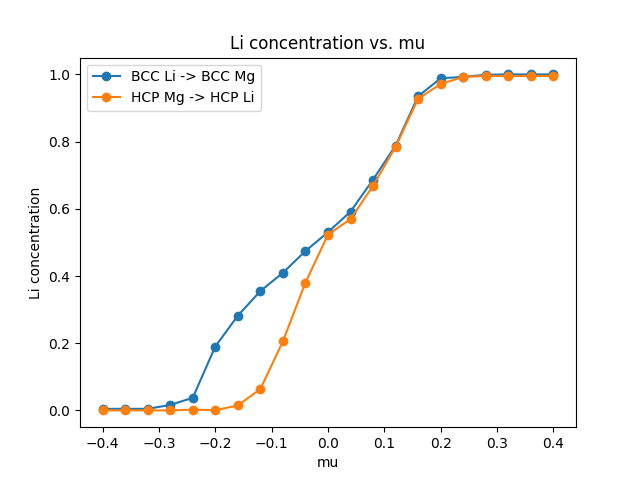 Li concentration vs. mu
BCC Li -> BCC Mg
HCP Mg -> HCP Li
Li concentration
1.0
0.8
0.6
0.4
0.2
0.0
−0.4 −0.3 −0.2 −0.1 0.0 0.1 0.2 0.3 0.4
mu